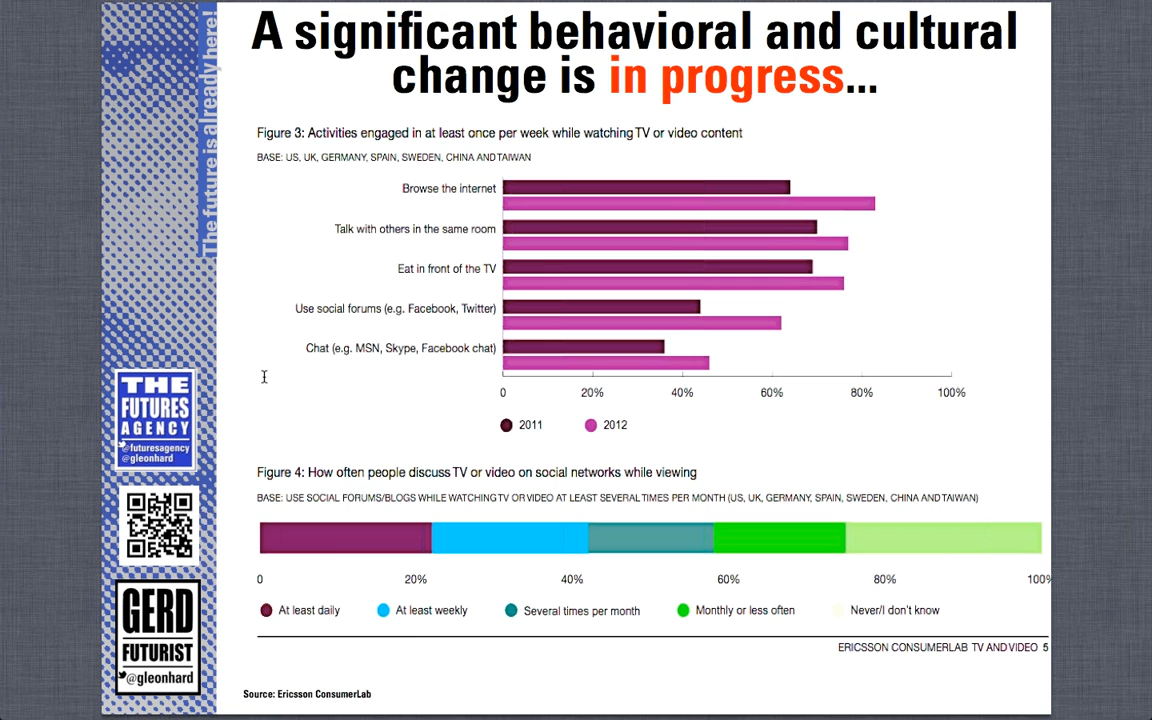 A significant behavioral and cultural
change is in progress...
The future is already here!
Figure 3: Activities engaged in at least once per week while watching TV or video content
BASE: US, UK, GERMANY, SPAIN, SWEDEN, CHINA AND TAIWAN
Browse the internet
Talk with others in the same room
Eat in front of the TV
Use social forums (e.g. Facebook, Twitter)
Chat (e.g. MSN, Skype, Facebook chat)
0 20% 40% 60% 80% 100%
2011 2012
THE
FUTURES
AGENCY
@futuresagency
@gleonhard
Figure 4: How often people discuss TV or video on social networks while viewing
BASE: USE SOCIAL FORUMS/BLOGS WHILE WATCHING TV OR VIDEO AT LEAST SEVERAL TIMES PER MONTH (US, UK, GERMANY, SPAIN, SWEDEN, CHINA AND TAIWAN)
0 20% 40% 60% 80% 100%
At least daily At least weekly Several times per month Monthly or less often Never/I don't know
GERD
FUTURIST
@gleonhard
ERICSSON CONSUMERLAB TV AND VIDEO 5
Source: Ericsson ConsumerLab